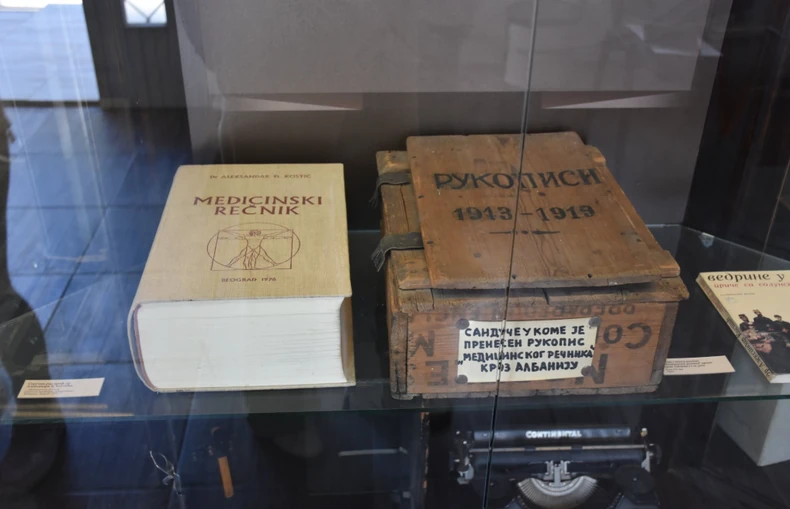 Dr ALEKSANDAR Đ. KOSTIĆ
MEDICINSKI
REČNIK
BEOGRAD 1976
РУКОПИСИ
1913-1919
САНДУЧЕ У КОМЕ ЈЕ
ПРЕНЕСЕН РУКОПИС
„МЕДИЦИНСКОГ РЕЧНИКА"
КРОЗ АЛБАНИЈУ
ведрине у
CONTINENTAL